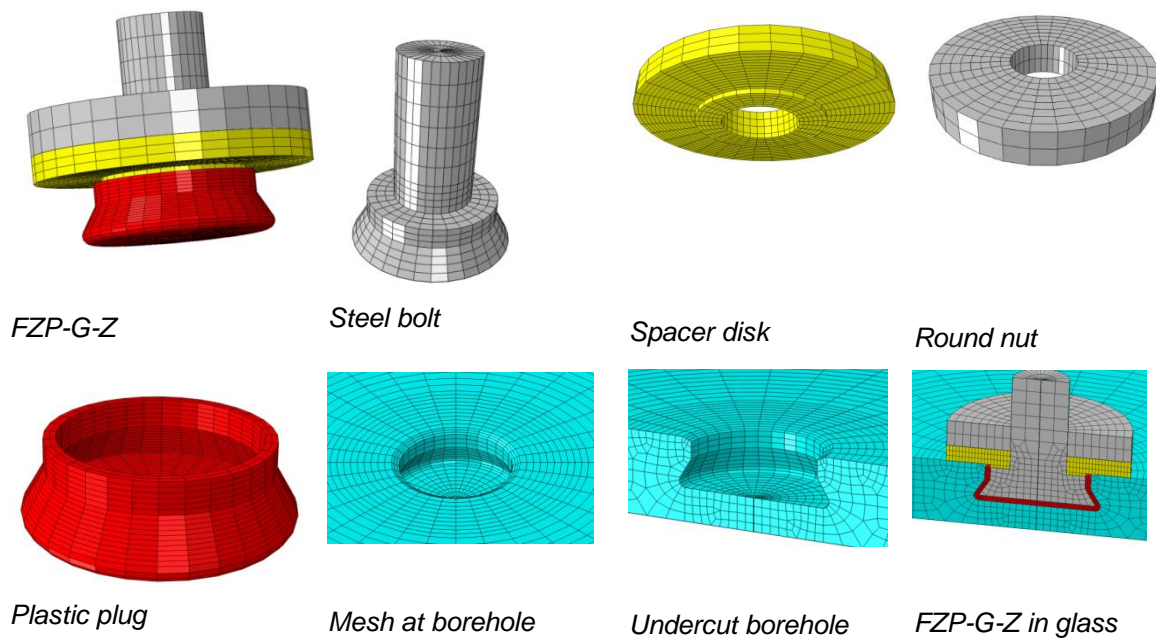 FZP-G-Z
Steel bolt
Spacer disk
Round nut
Plastic plug
Mesh at borehole
Undercut borehole
FZP-G-Z in glass